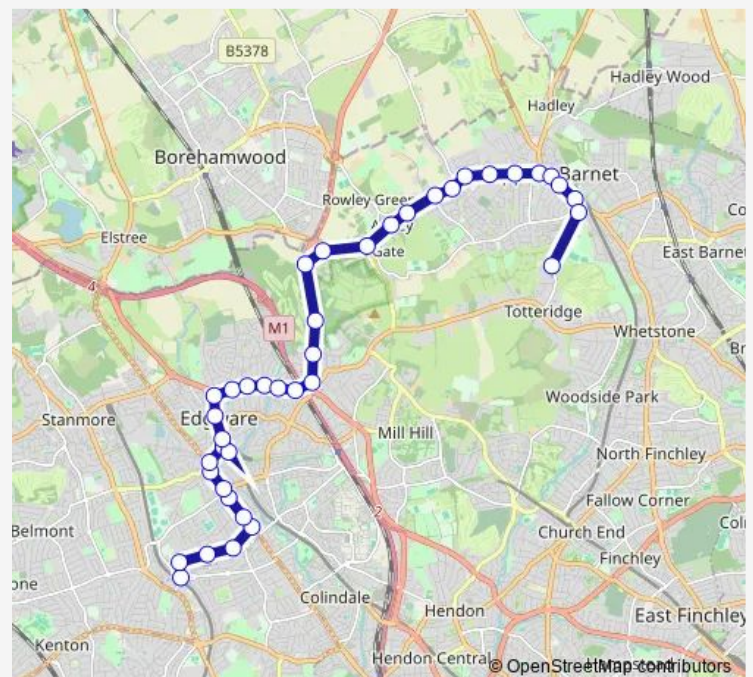 B5378
Hadley Wood
Hadley
Borehamwood
Barnet
Rowley Green
Elstree
Gate
East Barnet
Totteridge
M1
Whetstone
Woodside Park
Stanmore
Edgware
Mill Hill
North Finchley
Fallow Corner
Belmont
Church End
Finchley
Colindale
Hendon
East Finchley
Kenton
Hendon Central
© OpenStreetMap contributors